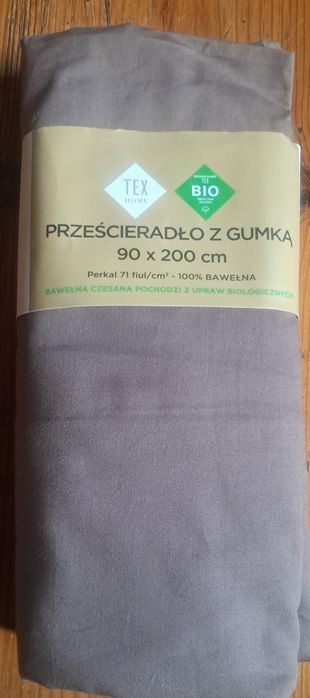 TEX
HOME
TEX
BIO
PRZEŚCIERADŁO Z GUMKĄ
90 x 200 cm
Perkal 71 fiul/cm² - 100% BAWEŁNA
BAWEŁNA CZESANA POCHODZI Z UPRAW BIOLOGICZNYCH